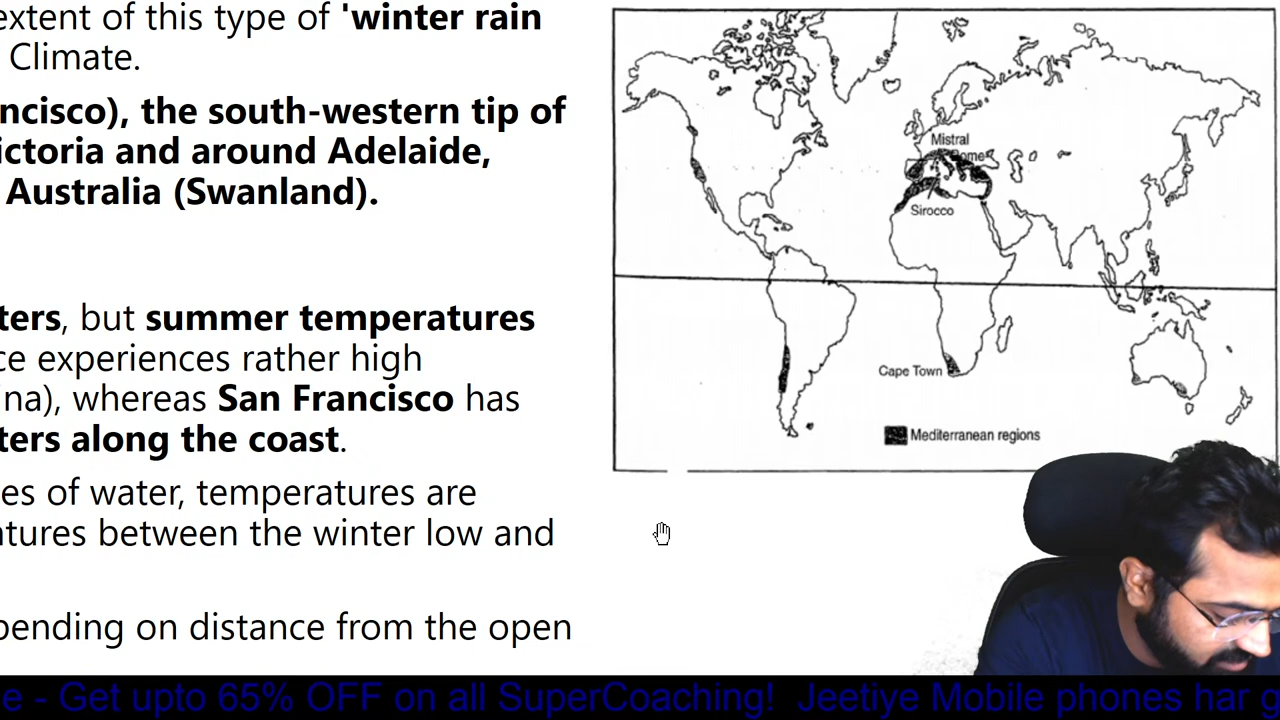 extent of this type of 'winter rain
Climate.
ncisco), the south-western tip of
ictoria and around Adelaide,
Australia (Swanland).
ters, but summer temperatures
ce experiences rather high
ina), whereas San Francisco has
ters along the coast.
es of water, temperatures are
atures between the winter low and
pending on distance from the open
Mistral
Rome
Sirocco
Cape Town
Mediterranean regions
e - Get upto 65% OFF on all SuperCoaching! Jeetiye Mobile phones har g